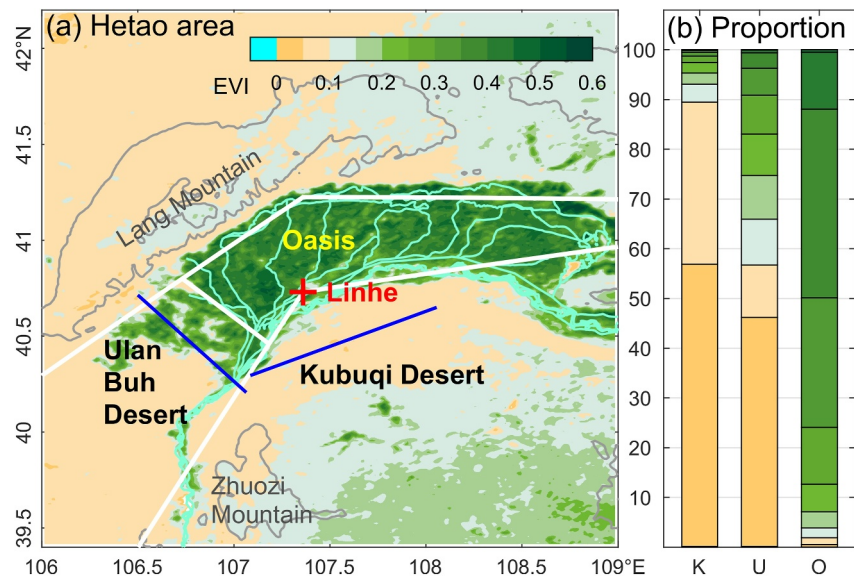 (a) Hetao area
(b) Proportion
EVI
0 0.1 0.2 0.3 0.4 0.5 0.6
42°N
41.5
41
40.5
40
39.5
Lang Mountain
Oasis
Linhe
Ulan
Buh
Desert
Kubuqi Desert
Zhuozi
Mountain
106 106.5 107 107.5 108 108.5 109°E
100
90
80
70
60
50
40
30
20
10
K U O